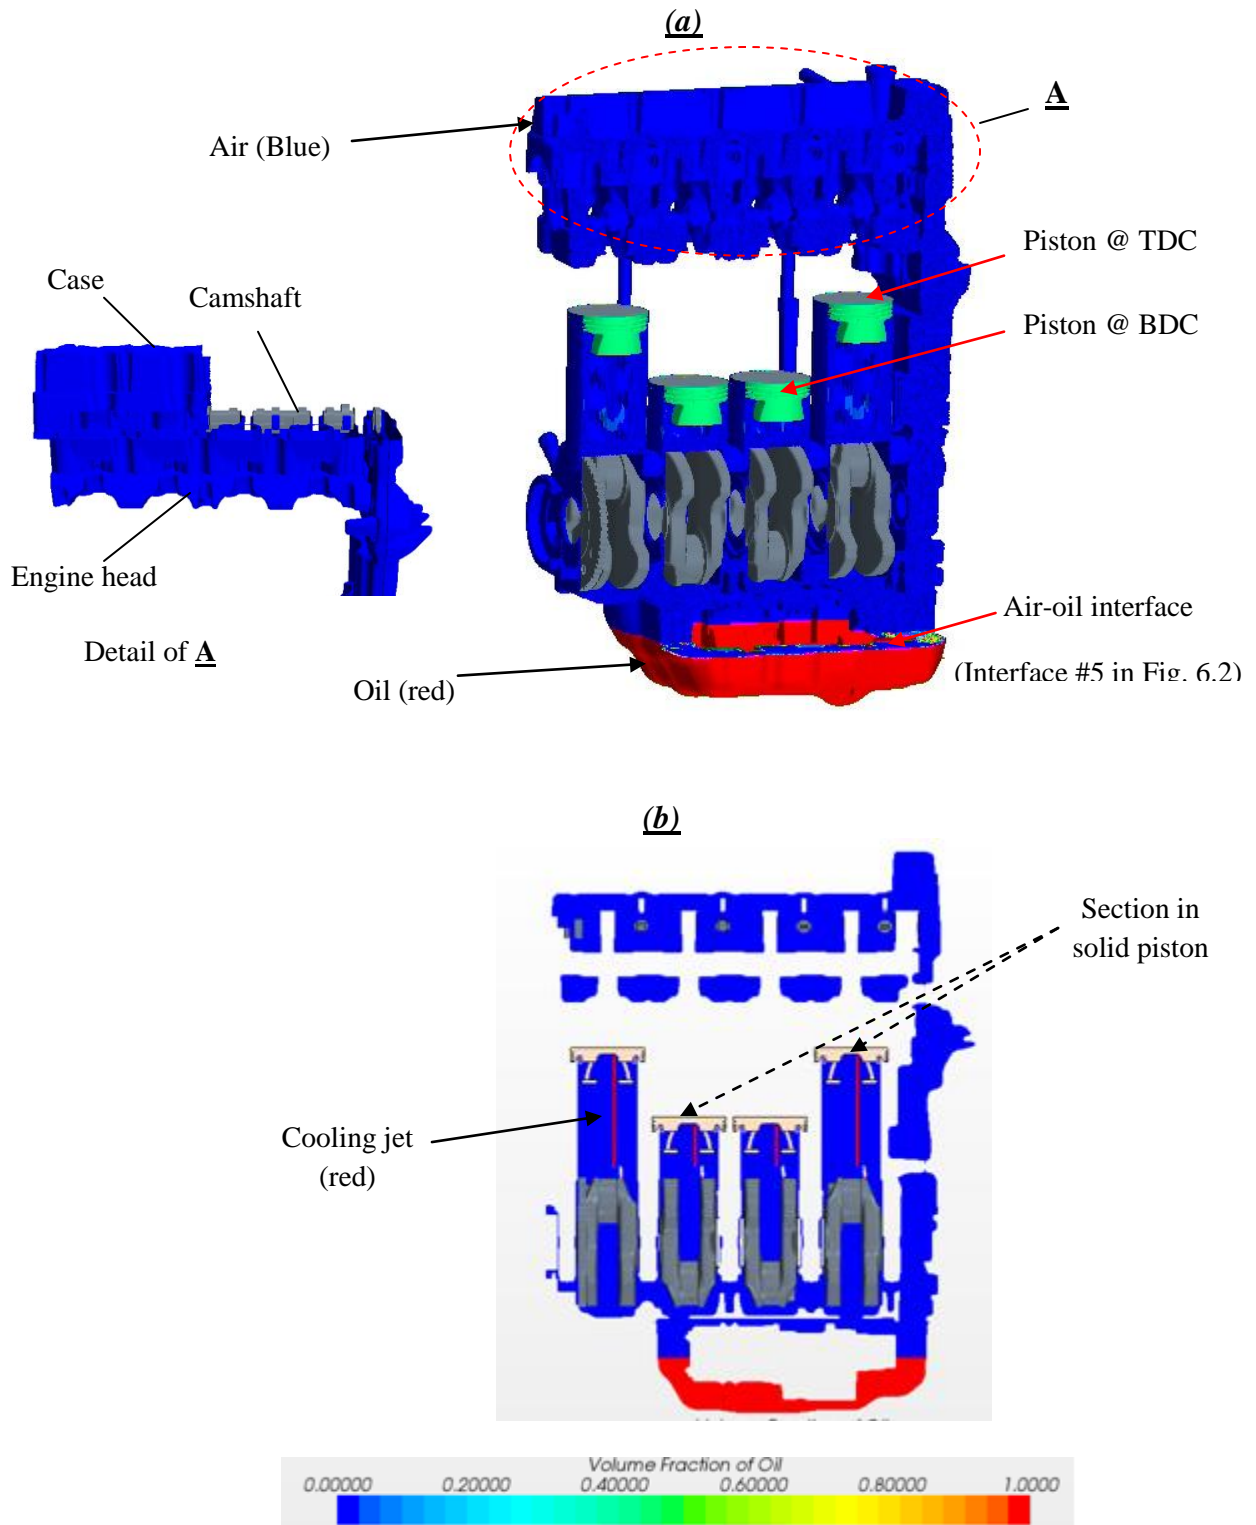 (a)
A
Air (Blue)
Piston @ TDC
Case
Camshaft
Piston @ BDC
Engine head
Air-oil interface
Detail of A
(Interface #5 in Fig. 6.2)
Oil (red)
(b)
Section in
solid piston
Cooling jet
(red)
Volume Fraction of Oil
0.00000 0.20000 0.40000 0.60000 0.80000 1.0000